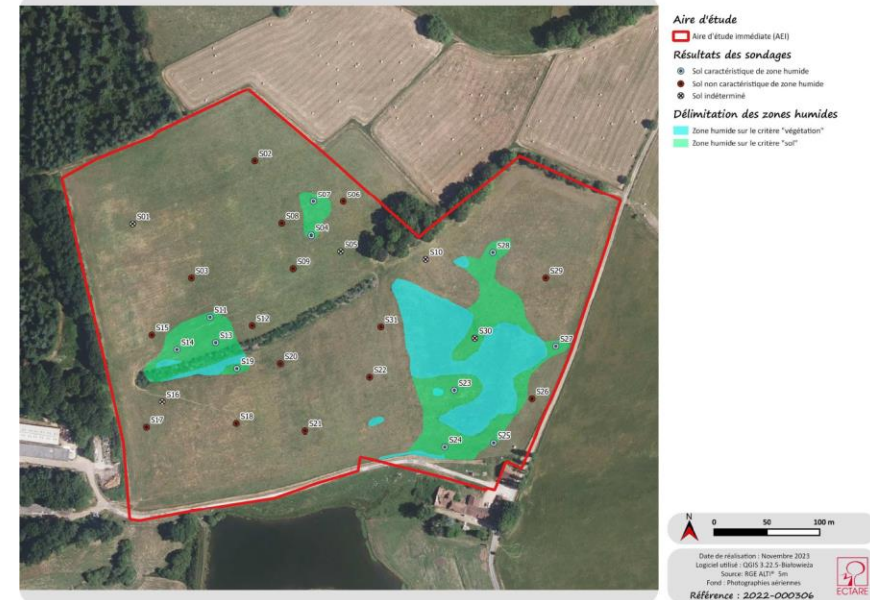 Aire d'étude
Aire d'étude immédiate (AEI)
Résultats des sondages
Sol caractéristique de zone humide
Sol non caractéristique de zone humide
Sol indéterminé
Délimitation des zones humides
Zone humide sur le critère "végétation"
Zone humide sur le critère "sol"
S02
S07
S06
S01
S08
S04
S05
S28
S10
S09
S03
S29
S11
S12
S31
S15
S13
S30
S14
S27
S19
S20
S22
S23
S16
S26
S17
S18
S21
S24
S25
N
0 50 100 m
Date de réalisation : Novembre 2023
Logiciel utilisé : QGIS 3.22.5-Białowieża
Source: RGE ALTI® 5m
Fond : Photographies aériennes
Référence : 2022-000306
ECTARE